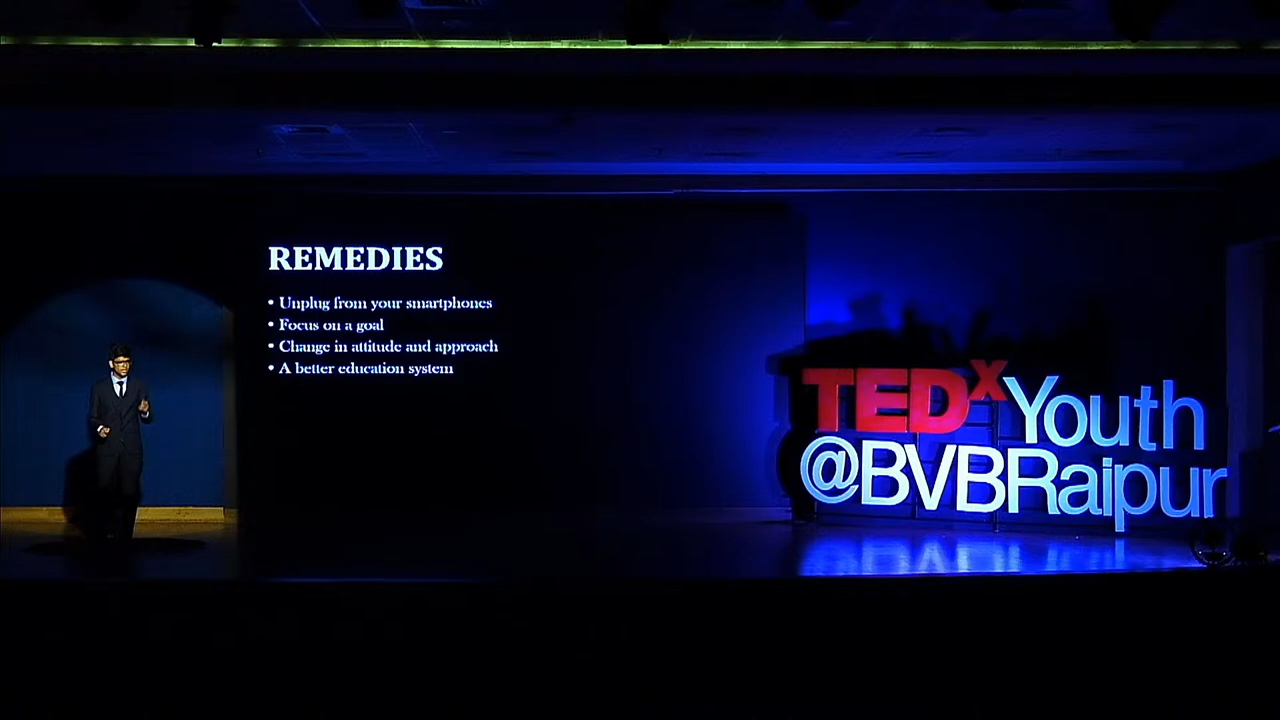 REMEDIES
• Unplug from your smartphones
• Focus on a goal
• Change in attitude and approach
• A better education system
TEDx Youth
@BVBRaipur